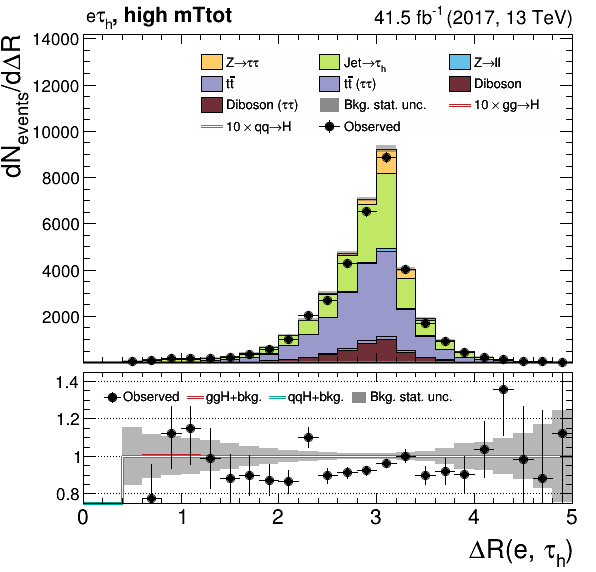 eτh, high mTtot 41.5 fb⁻¹ (2017, 13 TeV)
dNevents/dΔR
14000
12000
10000
8000
6000
4000
2000
Z→ττ Jet→τh Z→ll
tt̄ tt̄ (ττ) Diboson
Diboson (ττ) Bkg. stat. unc. 10 × gg→H
10 × qq→H Observed
1.4
1.2
1
0.8
Observed ggH+bkg. qqH+bkg. Bkg. stat. unc.
0 1 2 3 4 5
ΔR(e, τh)